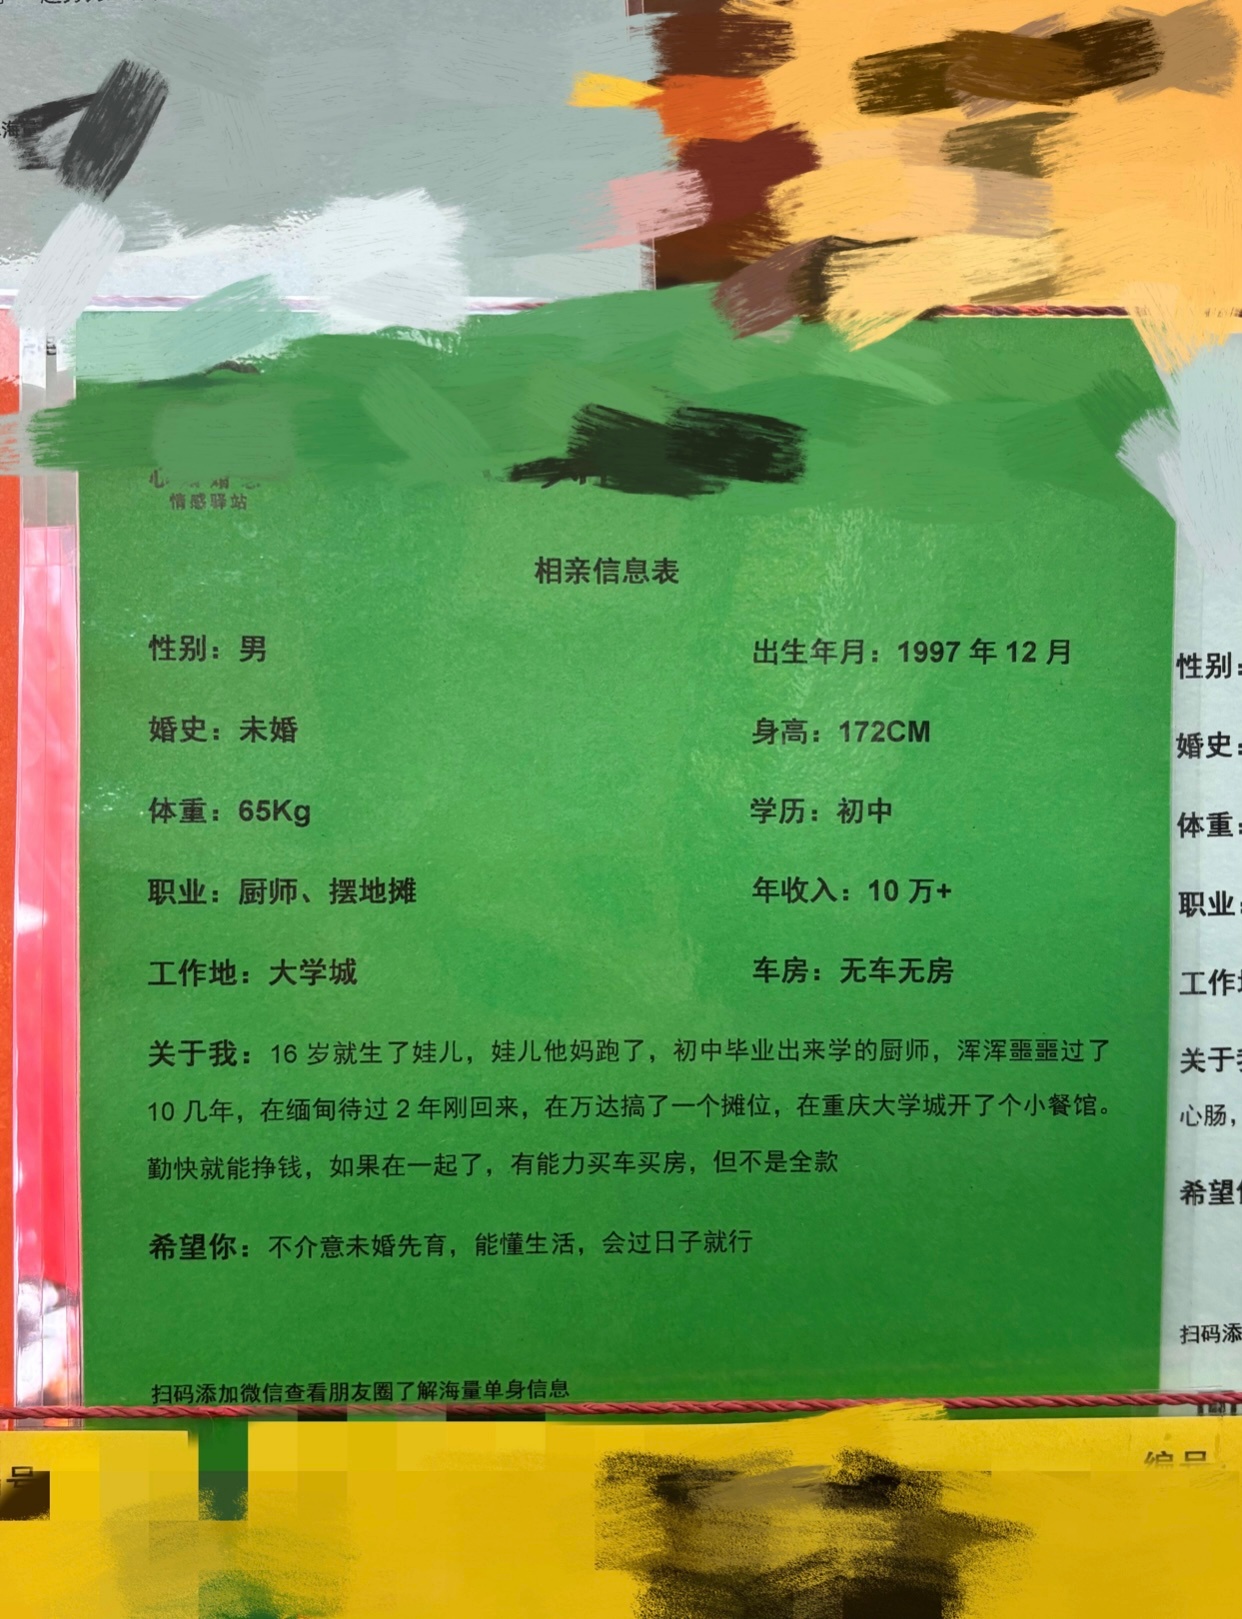 情感驿站
相亲信息表
性别：男
出生年月：1997 年 12 月
婚史：未婚
身高：172CM
体重：65Kg
学历：初中
职业：厨师、摆地摊
年收入：10 万+
工作地：大学城
车房：无车无房
关于我：16 岁就生了娃儿，娃儿他妈跑了，初中毕业出来学的厨师，浑浑噩噩过了
10 几年，在缅甸待过 2 年刚回来，在万达搞了一个摊位，在重庆大学城开了个小餐馆。
勤快就能挣钱，如果在一起了，有能力买车买房，但不是全款
希望你：不介意未婚先育，能懂生活，会过日子就行
扫码添加微信查看朋友圈了解海量单身信息
性别：
婚史：
体重：
职业：
工作
关于
心肠，
希望
扫码添
编号
号
海